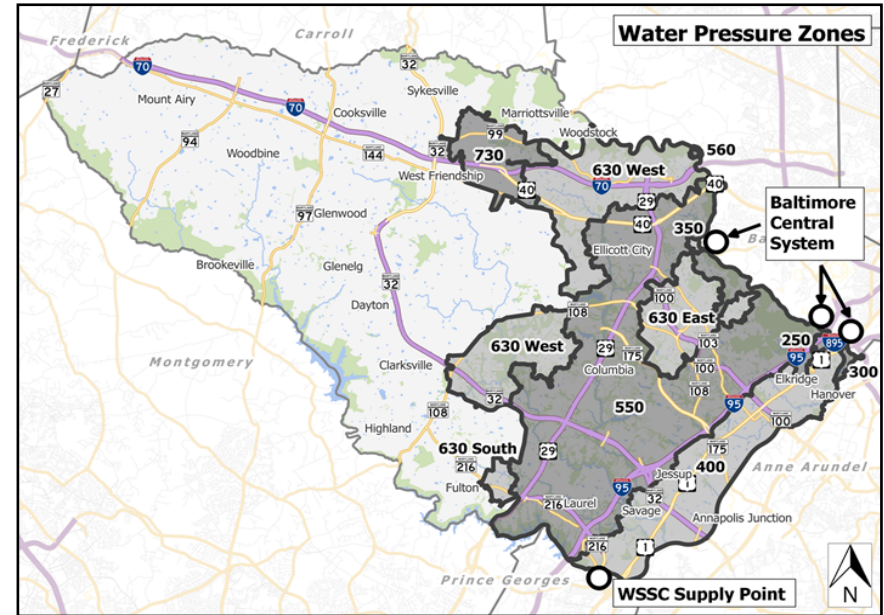 Water Pressure Zones
Frederick
Carroll
32
27
70
Mount Airy
70
Cooksville
Sykesville
Marriottsville
Woodstock
99
94
Woodbine
144
32
730
560
West Friendship
630 West
70
40
29
40
Baltimore
Central
System
97
Glenwood
40
350
Ellicott City
Brookeville
Glenelg
32
Dayton
108
100
630 East
630 West
29
175
103
250
95
895
1
300
Clarksville
Columbia
100
Elkridge
32
108
Hanover
Montgomery
108
550
95
100
Highland
29
630 South
175
216
Jessup
400
Anne Arundel
Fulton
95
1
32
216
Laurel
Savage
Annapolis Junction
216
1
Prince Georges
WSSC Supply Point
N